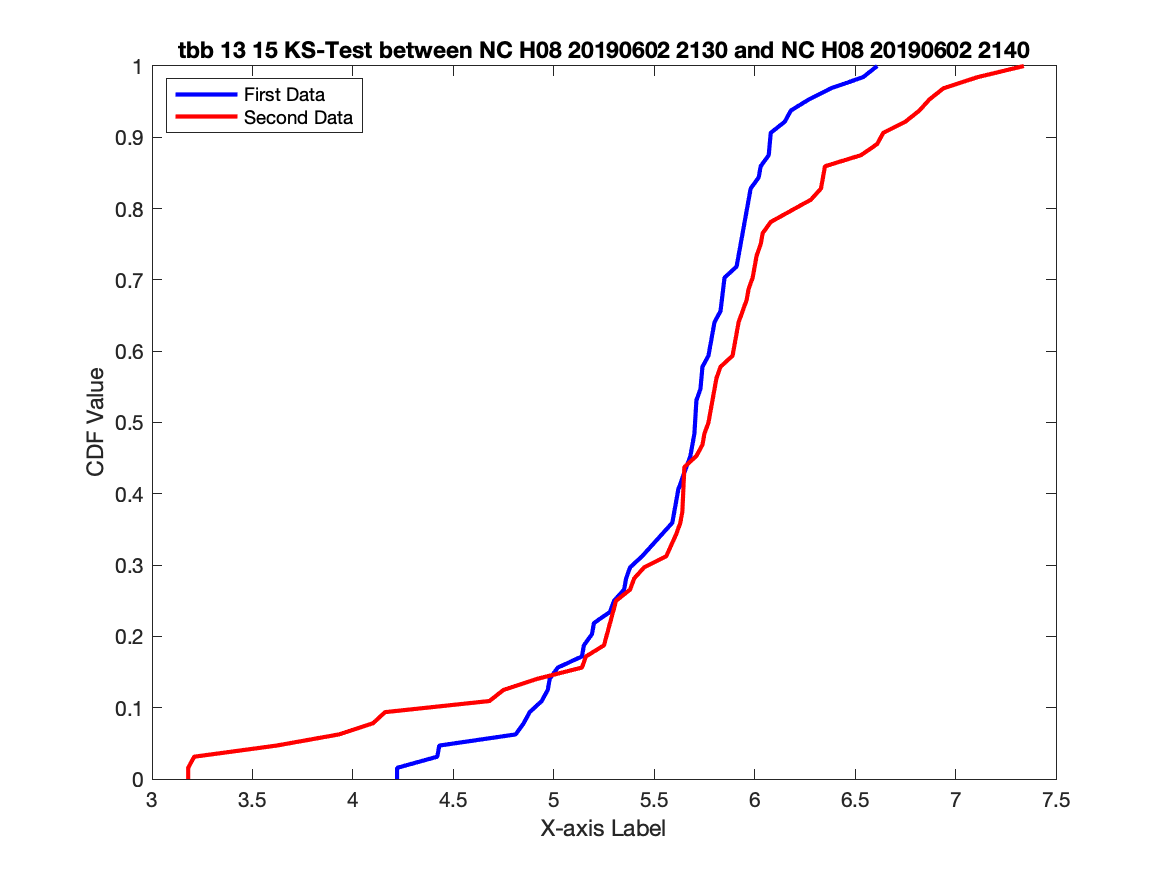 tbb 13 15 KS-Test between NC H08 20190602 2130 and NC H08 20190602 2140
First Data
Second Data
1
0.9
0.8
0.7
0.6
0.5
0.4
0.3
0.2
0.1
0
CDF Value
3 3.5 4 4.5 5 5.5 6 6.5 7 7.5
X-axis Label